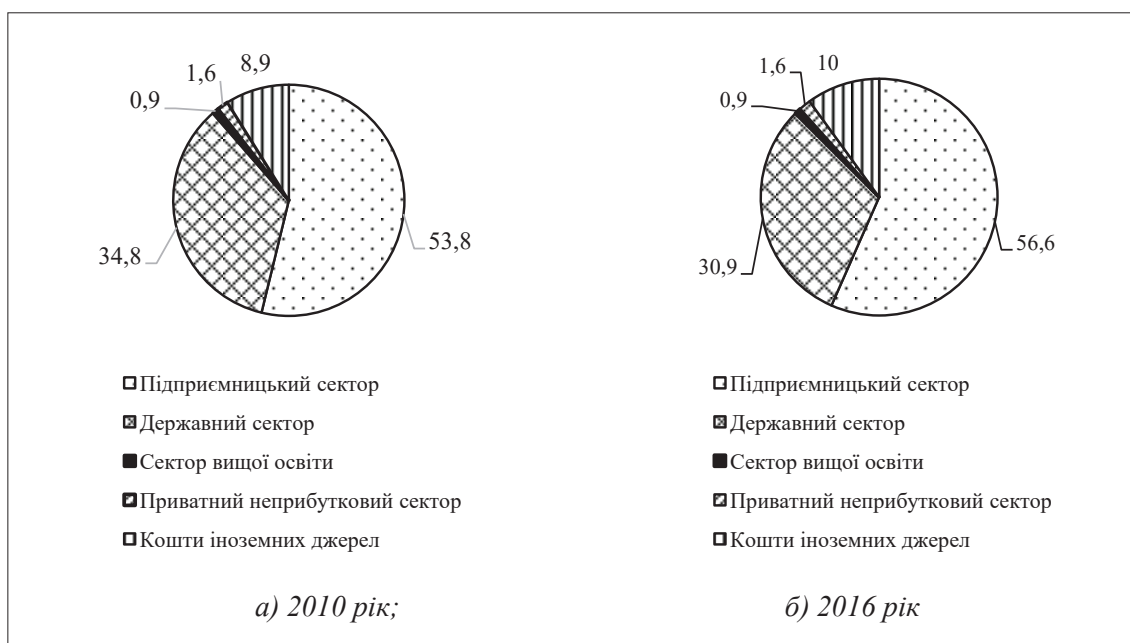 1,6
8,9
0,9
34,8
53,8
Підприємницький сектор
Державний сектор
Сектор вищої освіти
Приватний неприбутковий сектор
Кошти іноземних джерел
а) 2010 рік;
1,6
10
0,9
30,9
56,6
Підприємницький сектор
Державний сектор
Сектор вищої освіти
Приватний неприбутковий сектор
Кошти іноземних джерел
б) 2016 рік